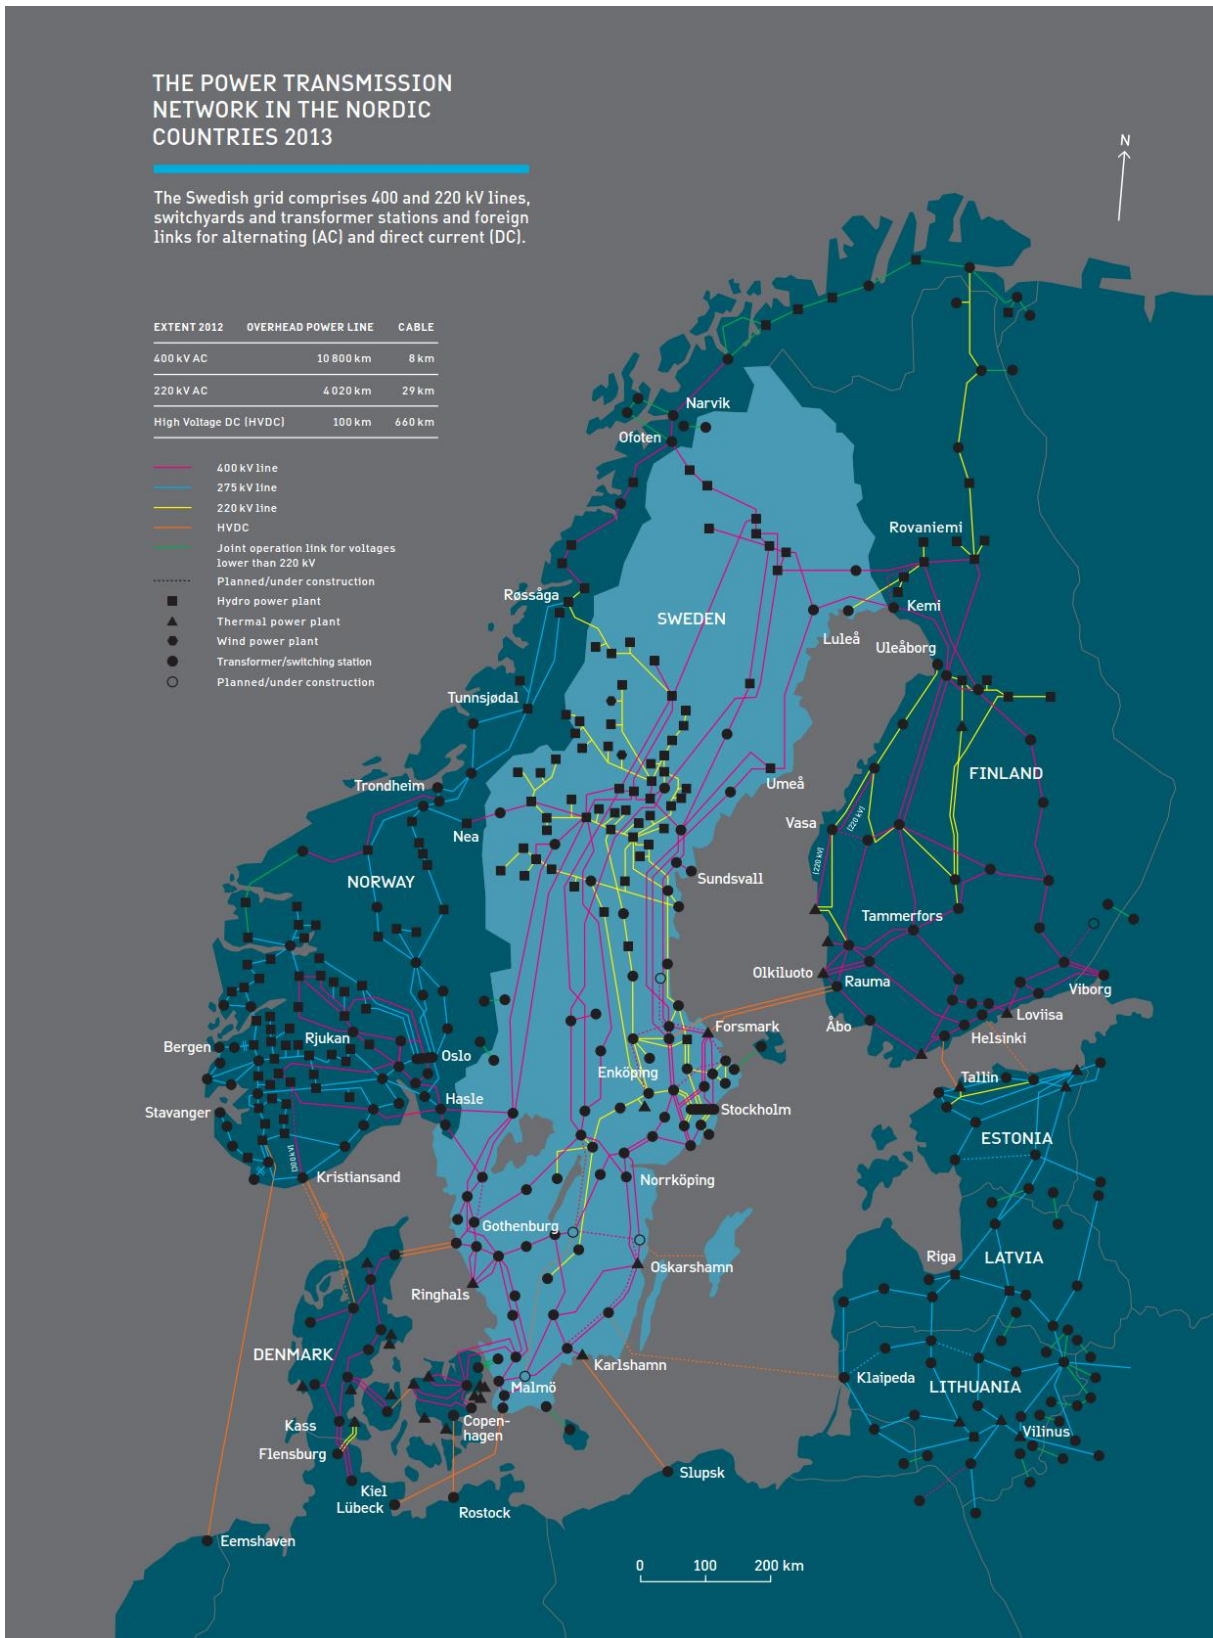 THE POWER TRANSMISSION
NETWORK IN THE NORDIC
COUNTRIES 2013
The Swedish grid comprises 400 and 220 kV lines,
switchyards and transformer stations and foreign
links for alternating (AC) and direct current (DC).
EXTENT 2012 OVERHEAD POWER LINE CABLE
400 kV AC 10 800 km 8 km
220 kV AC 4 020 km 29 km
High Voltage DC (HVDC) 100 km 660 km
400 kV line
275 kV line
220 kV line
HVDC
Joint operation link for voltages
lower than 220 kV
Planned/under construction
Hydro power plant
Thermal power plant
Wind power plant
Transformer/switching station
Planned/under construction
N
Narvik
Ofoten
Rovaniemi
Røssåga
Kemi
SWEDEN
Luleå
Uleåborg
Tunnsjødal
FINLAND
Trondheim
Umeå
Vasa
(220 kV)
Nea
(220 kV)
Sundsvall
NORWAY
Tammerfors
Olkiluoto
Rauma
Viborg
Loviisa
Åbo
Forsmark
Rjukan
Helsinki
Bergen
Oslo
Enköping
Tallin
Hasle
Stavanger
Stockholm
ESTONIA
(300 kV)
Kristiansand
Norrköping
Gothenburg
Riga
LATVIA
Oskarshamn
Ringhals
DENMARK
Karlshamn
Klaipeda
Malmö
LITHUANIA
Kass
Copen-
hagen
Vilinus
Flensburg
Slupsk
Kiel
Lübeck
Rostock
Eemshaven
0 100 200 km